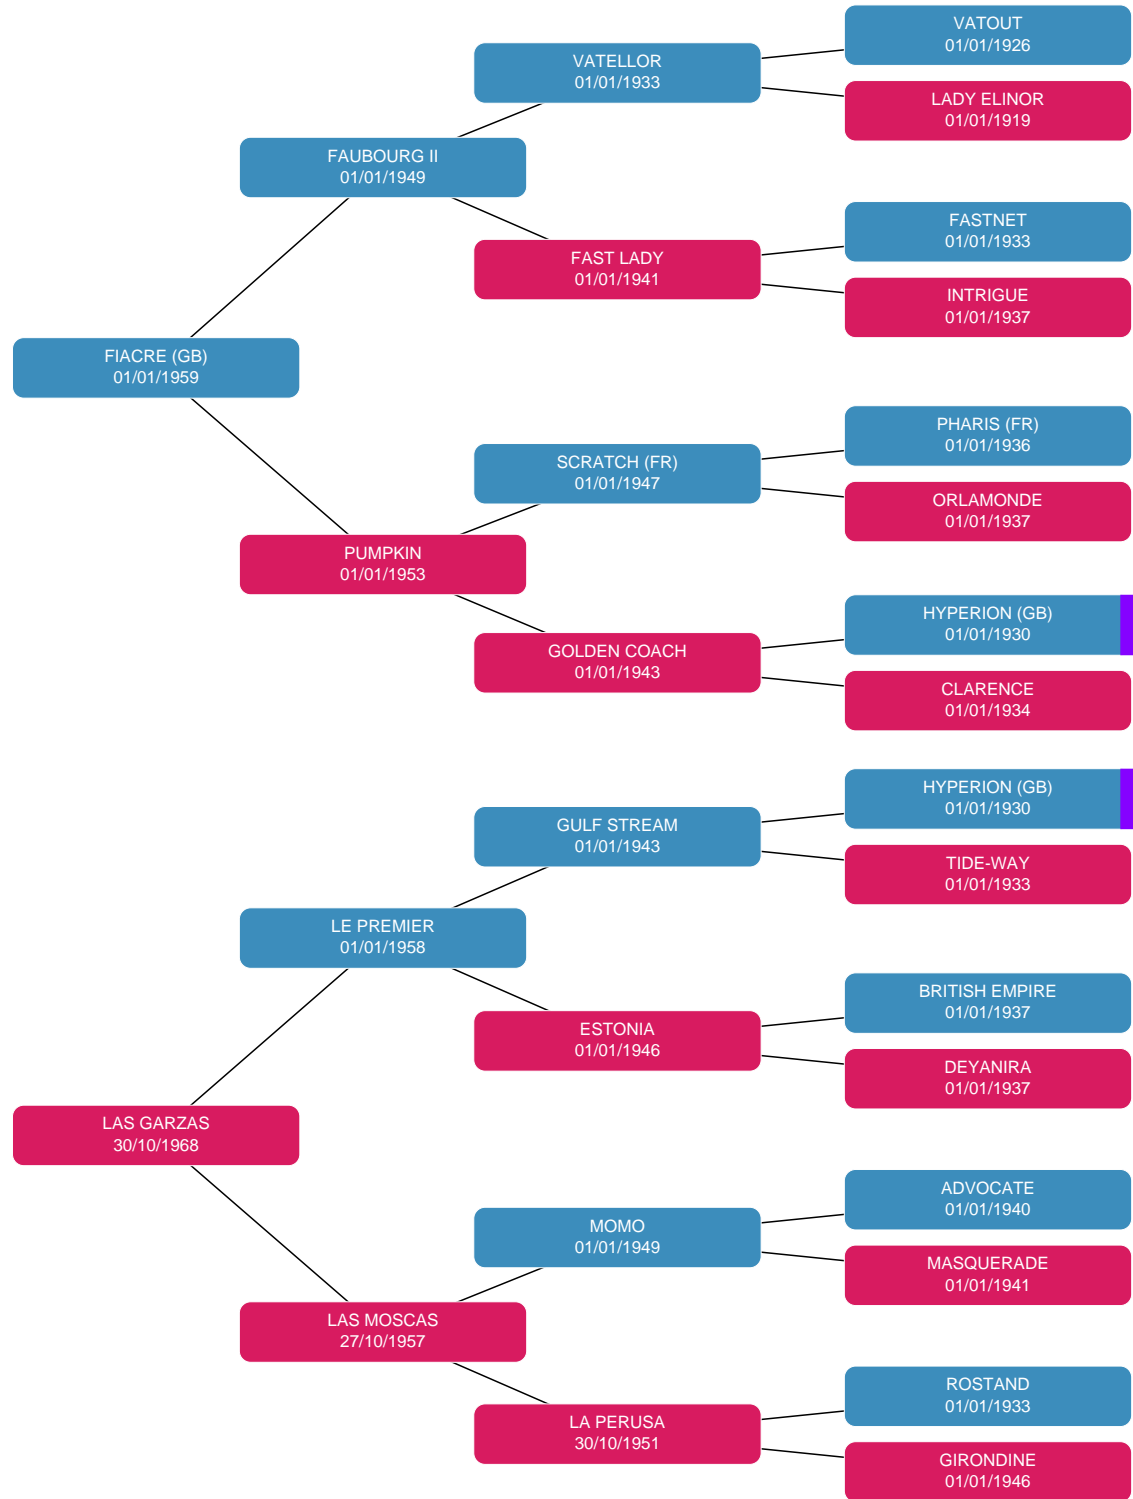 VATOUT
01/01/1926
VATELLOR
01/01/1933
LADY ELINOR
01/01/1919
FAUBOURG II
01/01/1949
FASTNET
01/01/1933
FAST LADY
01/01/1941
INTRIGUE
01/01/1937
FIACRE (GB)
01/01/1959
PHARIS (FR)
01/01/1936
SCRATCH (FR)
01/01/1947
ORLAMONDE
01/01/1937
PUMPKIN
01/01/1953
HYPERION (GB)
01/01/1930
GOLDEN COACH
01/01/1943
CLARENCE
01/01/1934
HYPERION (GB)
01/01/1930
GULF STREAM
01/01/1943
TIDE-WAY
01/01/1933
LE PREMIER
01/01/1958
BRITISH EMPIRE
01/01/1937
ESTONIA
01/01/1946
DEYANIRA
01/01/1937
LAS GARZAS
30/10/1968
ADVOCATE
01/01/1940
MOMO
01/01/1949
MASQUERADE
01/01/1941
LAS MOSCAS
27/10/1957
ROSTAND
01/01/1933
LA PERUSA
30/10/1951
GIRONDINE
01/01/1946